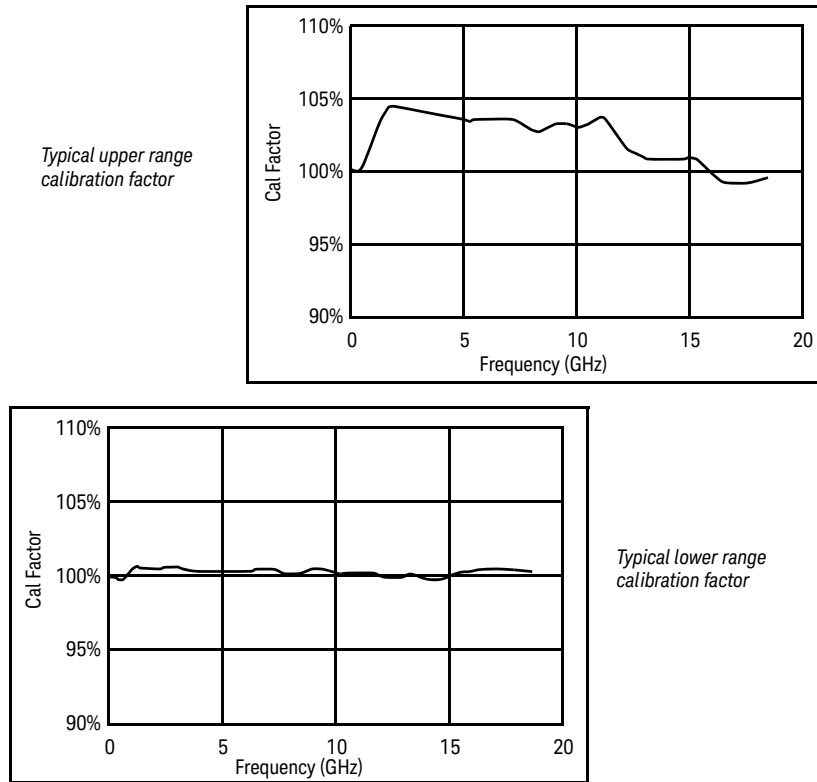 Typical upper range
calibration factor
110%
105%
100%
95%
90%
Cal Factor
0 5 10 15 20
Frequency (GHz)
110%
105%
100%
95%
90%
Cal Factor
0 5 10 15 20
Frequency (GHz)
Typical lower range
calibration factor